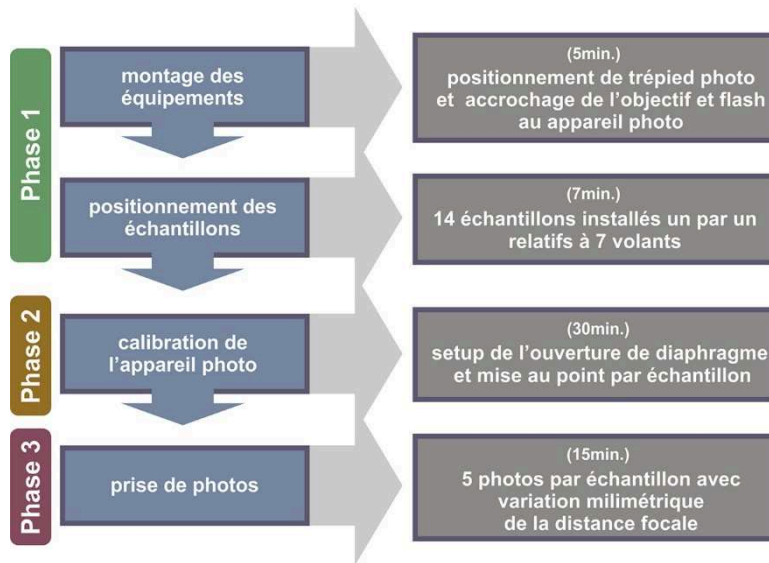 Phase 1
montage des
équipements
(5min.)
positionnement de trépied photo
et accrochage de l'objectif et flash
au appareil photo
positionnement des
échantillons
(7min.)
14 échantillons installés un par un
relatifs à 7 volants
Phase 2
calibration de
l'appareil photo
(30min.)
setup de l'ouverture de diaphragme
et mise au point par échantillon
Phase 3
prise de photos
(15min.)
5 photos par échantillon avec
variation milimétrique
de la distance focale